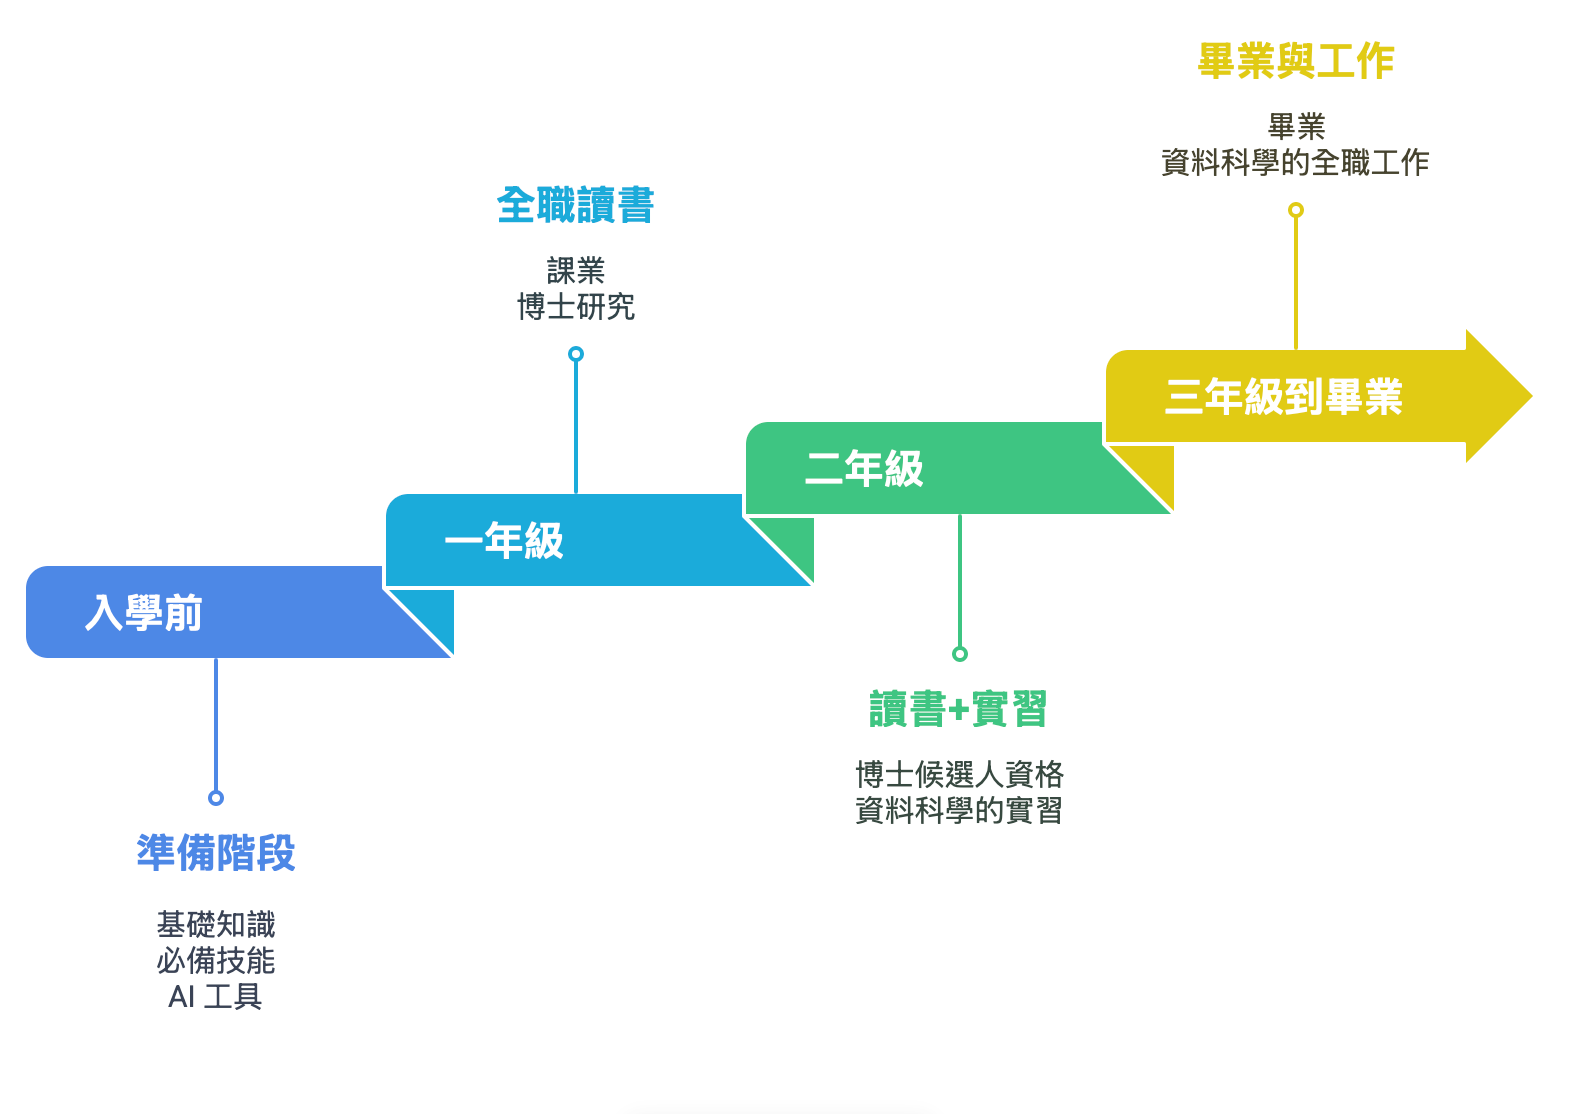 入學前
準備階段
基礎知識
必備技能
AI 工具
一年級
全職讀書
課業
博士研究
二年級
讀書+實習
博士候選人資格
資料科學的實習
三年級到畢業
畢業與工作
畢業
資料科學的全職工作